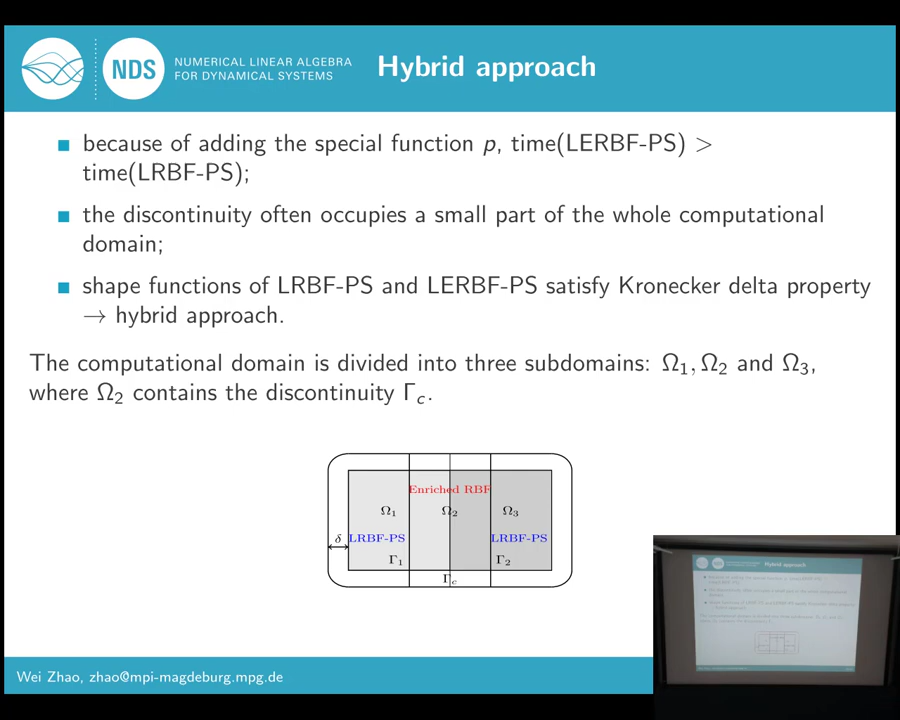 NUMERICAL LINEAR ALGEBRA
NDS
FOR DYNAMICAL SYSTEMS
Hybrid approach
because of adding the special function p, time(LERBF-PS) >
time(LRBF-PS);
the discontinuity often occupies a small part of the whole computational
domain;
shape functions of LRBF-PS and LERBF-PS satisfy Kronecker delta property
→ hybrid approach.
The computational domain is divided into three subdomains: Ω₁, Ω₂ and Ω₃,
where Ω₂ contains the discontinuity Γ_c.
Enriched RBF
Ω₁ Ω₂ Ω₃
δ LRBF-PS LRBF-PS
Γ₁ Γ₂
Γ_c
Wei Zhao, zhao@mpi-magdeburg.mpg.de
Hybrid approach